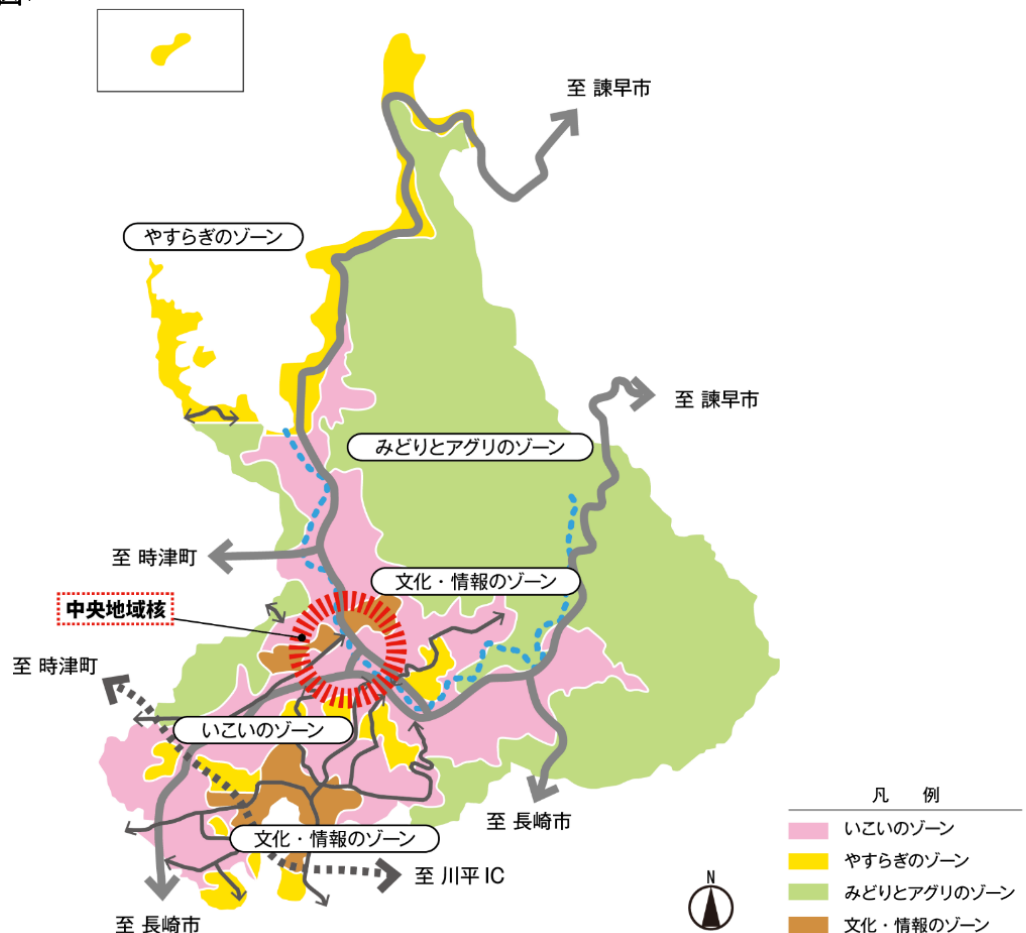 至 諫早市
やすらぎのゾーン
至 諫早市
みどりとアグリのゾーン
至 時津町
文化・情報のゾーン
中央地域核
至 時津町
いこいのゾーン
至 長崎市
文化・情報のゾーン
至 川平 IC
至 長崎市
N
凡 例
いこいのゾーン
やすらぎのゾーン
みどりとアグリのゾーン
文化・情報のゾーン